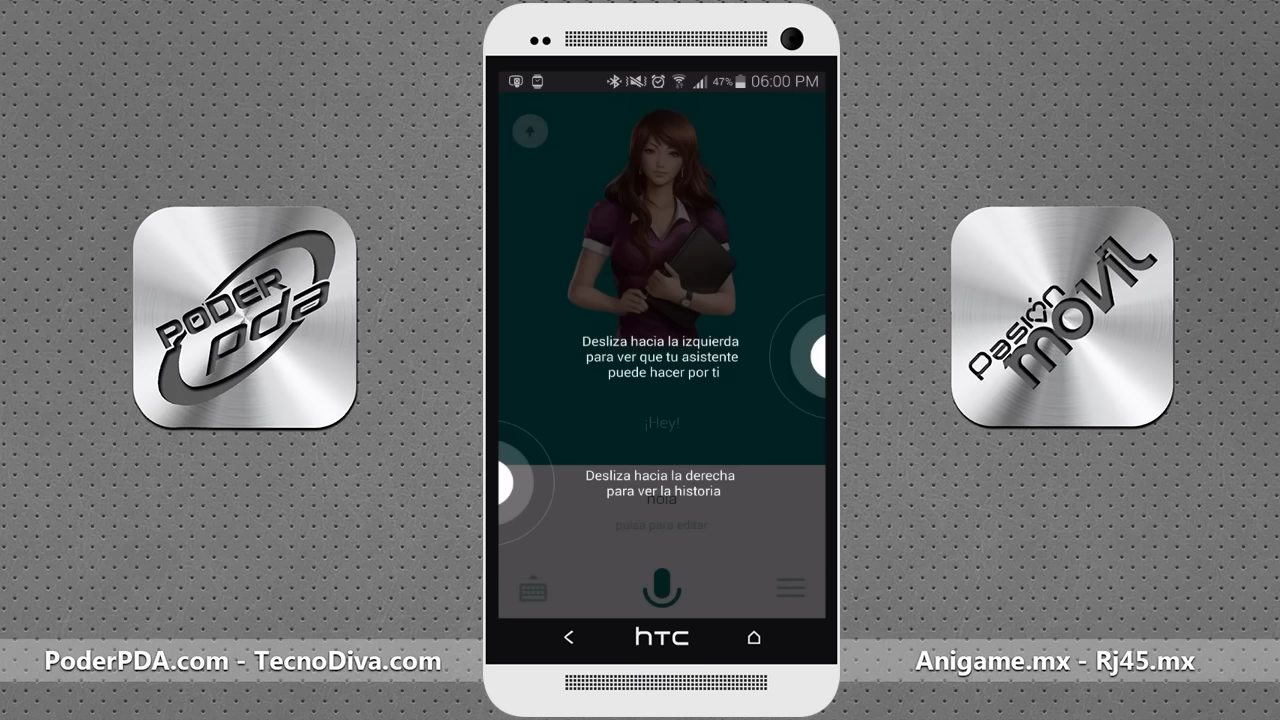 47% 06:00 PM
Desliza hacia la izquierda
para ver que tu asistente
puede hacer por ti
¡Hey!
Desliza hacia la derecha
para ver la historia
hola
pulse para editar
hTC
PODER
pda
Pasión
movil
PoderPDA.com - TecnoDiva.com
Anigame.mx - Rj45.mx